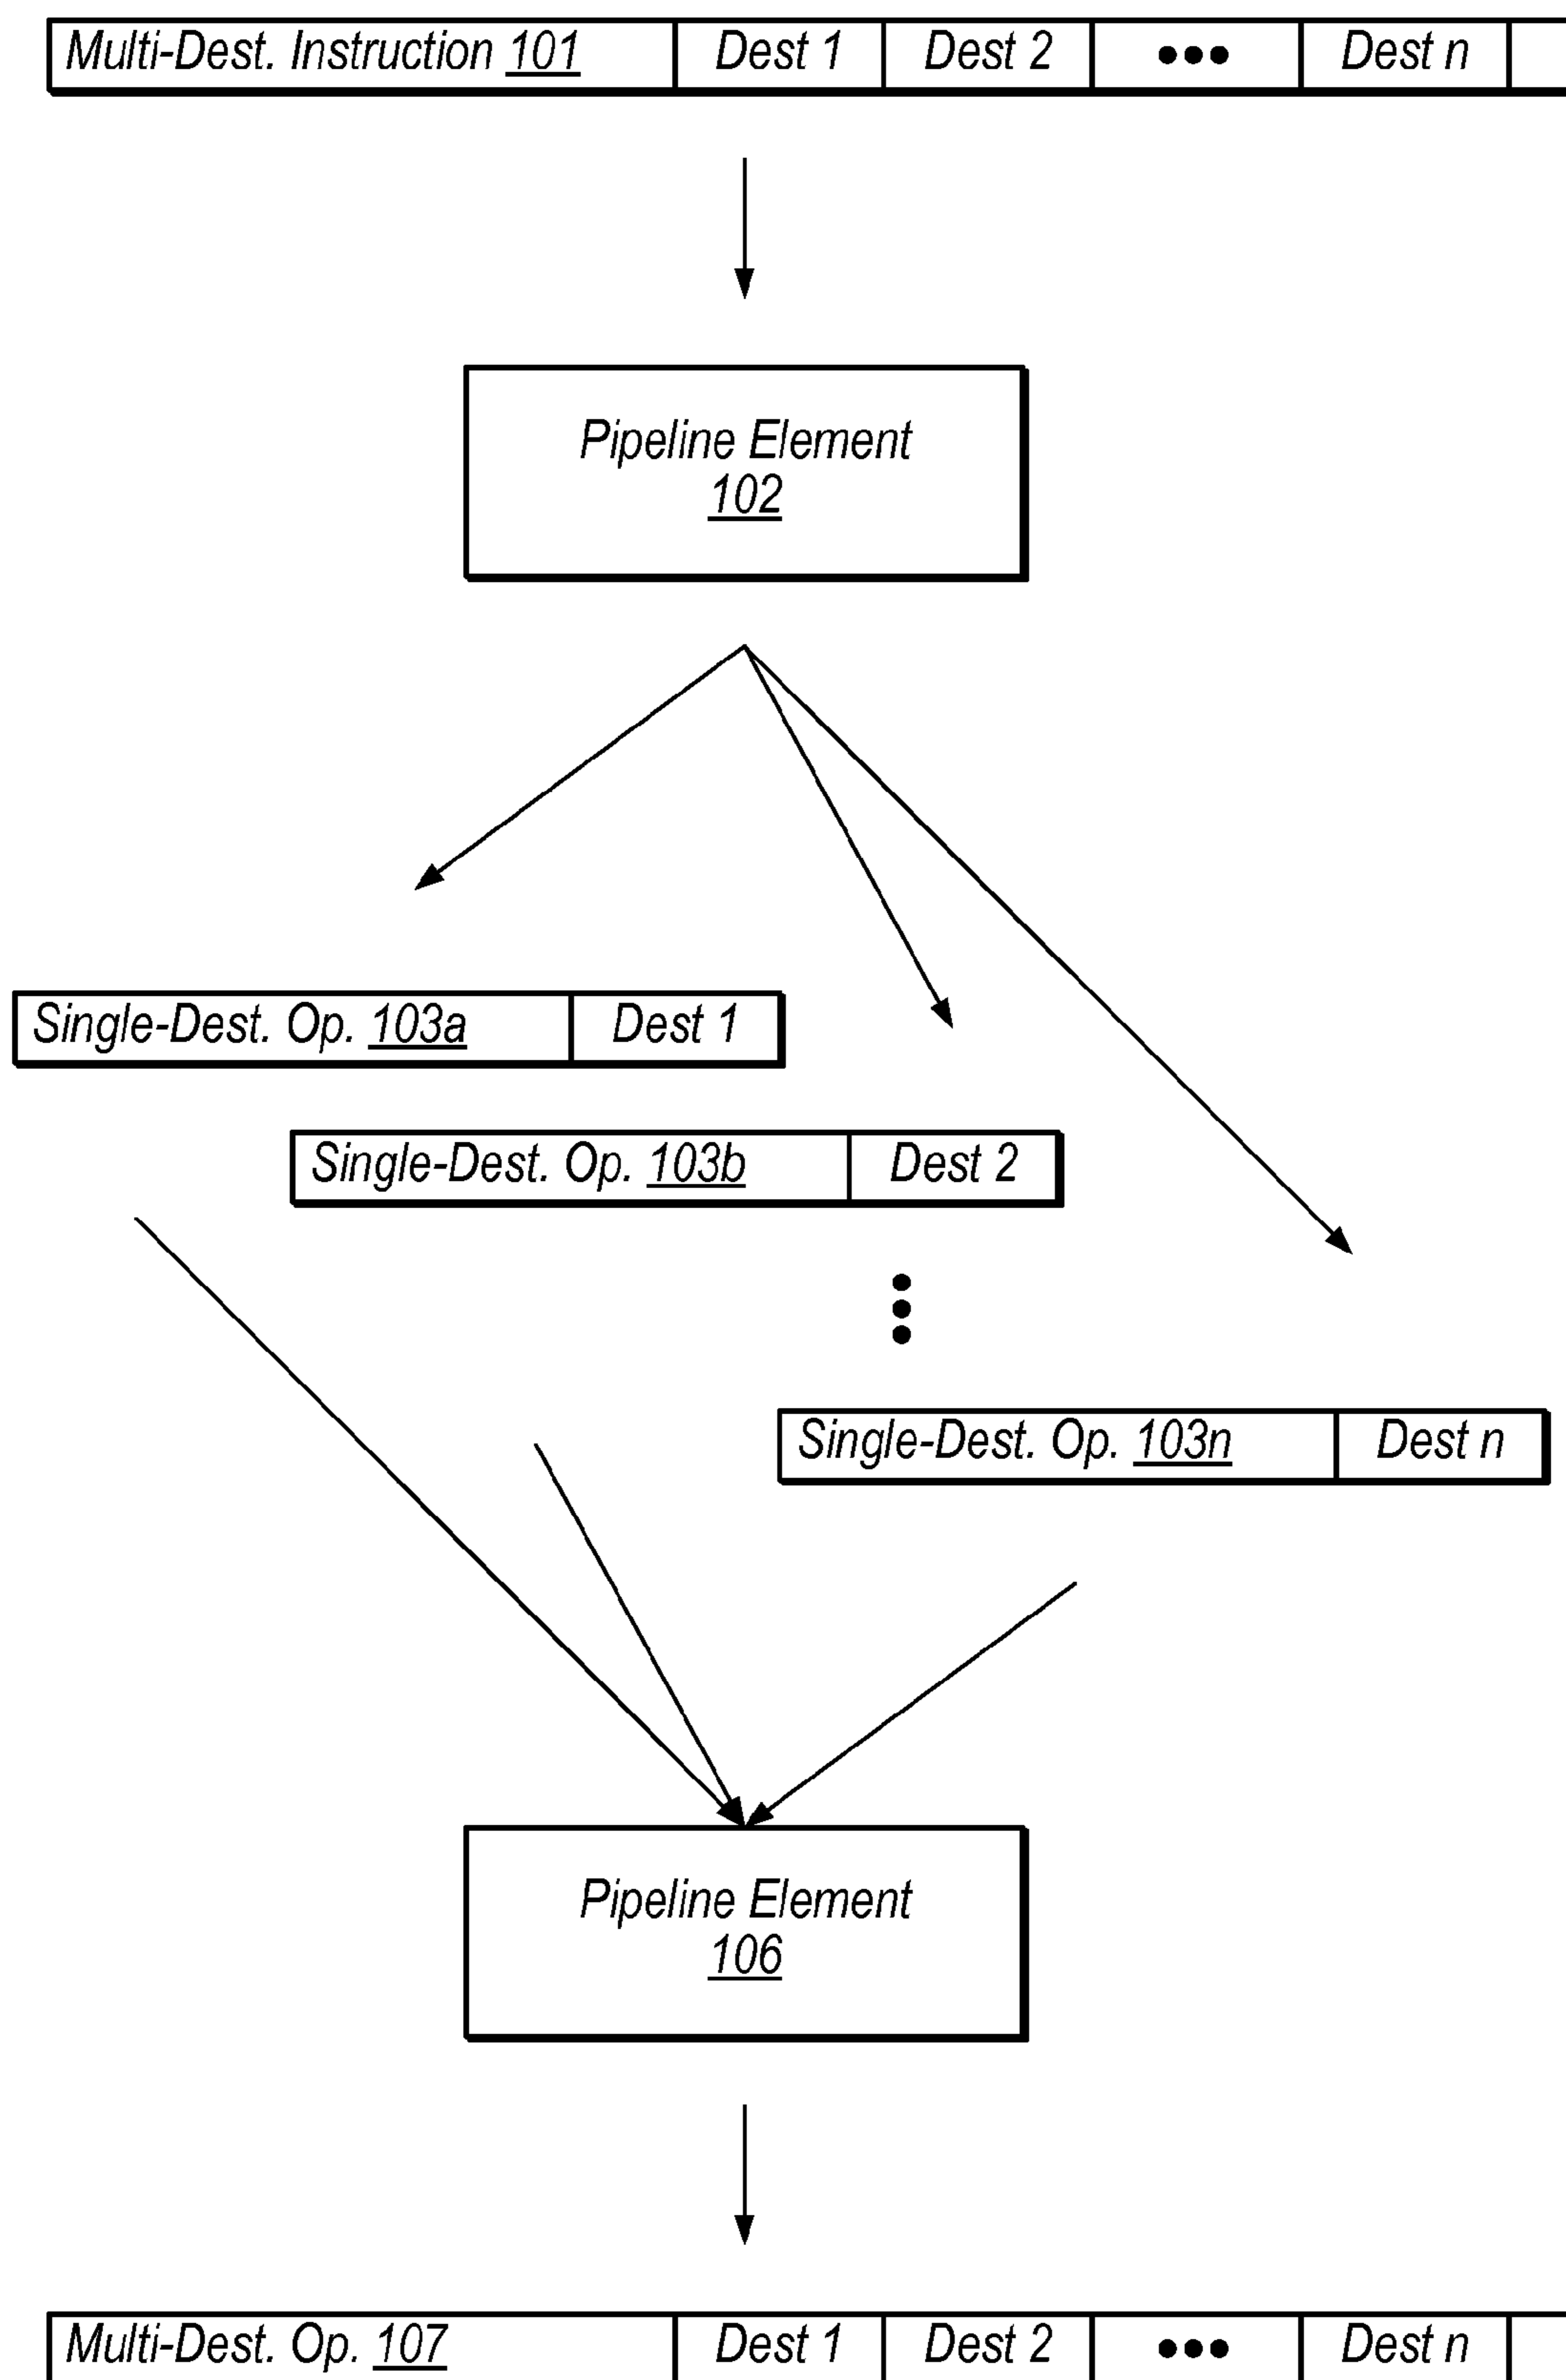 Multi-Dest. Instruction 101 Dest 1 Dest 2 ••• Dest n
Pipeline Element
102
Single-Dest. Op. 103a Dest 1
Single-Dest. Op. 103b Dest 2
Single-Dest. Op. 103n Dest n
Pipeline Element
106
Multi-Dest. Op. 107 Dest 1 Dest 2 ••• Dest n